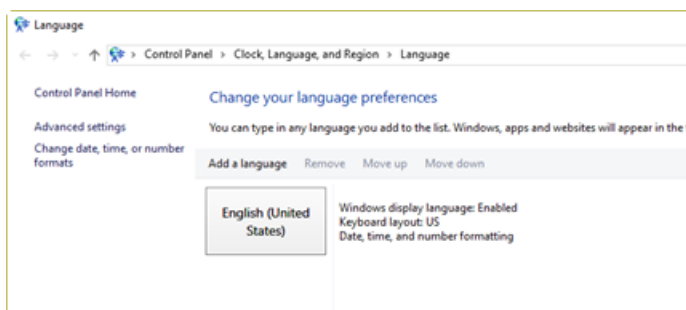 Language
Control Panel › Clock, Language, and Region › Language
Control Panel Home
Advanced settings
Change date, time, or number
formats
Change your language preferences
You can type in any language you add to the list. Windows, apps and websites will appear in the
Add a language Remove Move up Move down
English (United
States)
Windows display language: Enabled
Keyboard layout: US
Date, time, and number formatting